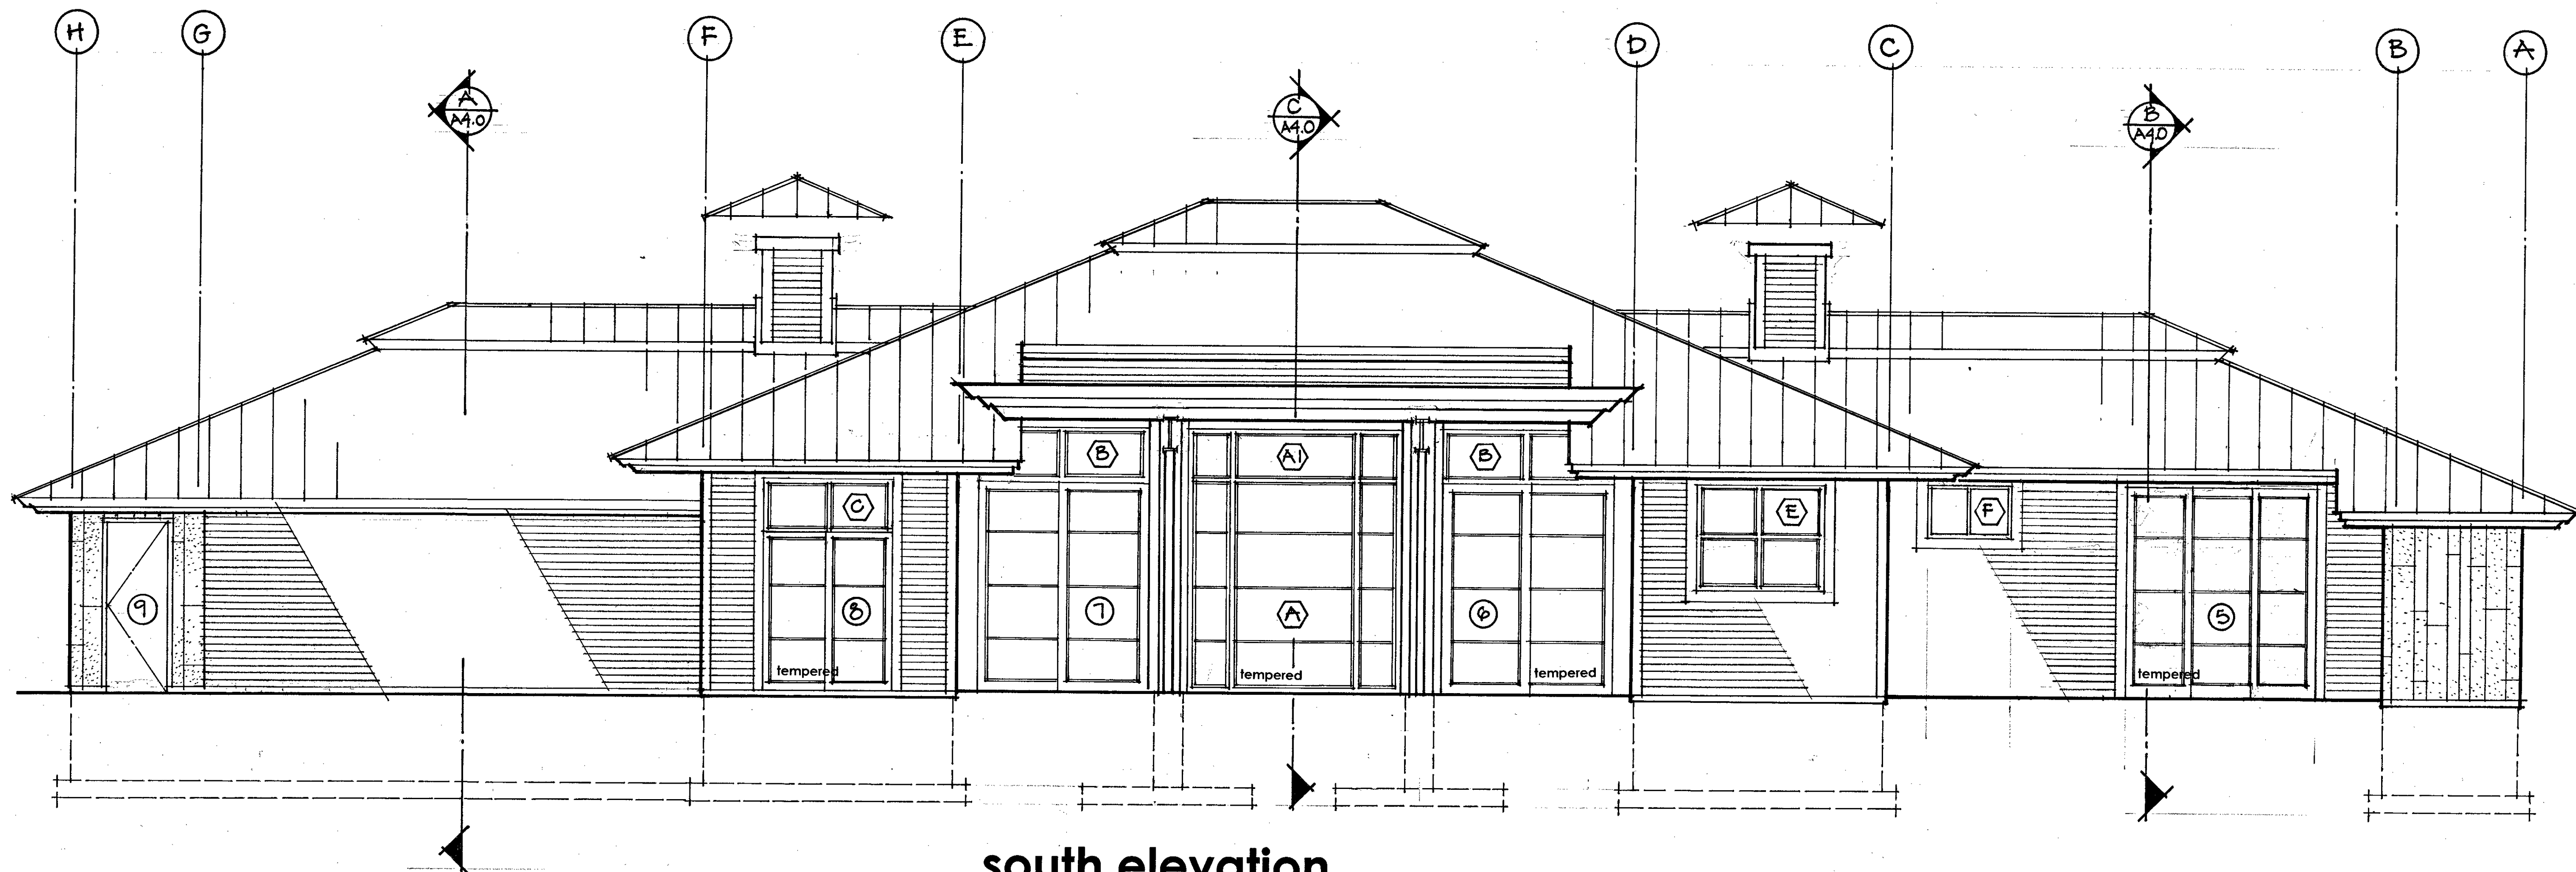 H G F E D C B A
A
A4.0
C
A4.0
B
A4.0
B A1 B
C E F
9 8 7 A 6 5
tempered tempered tempered tempered
south elevation